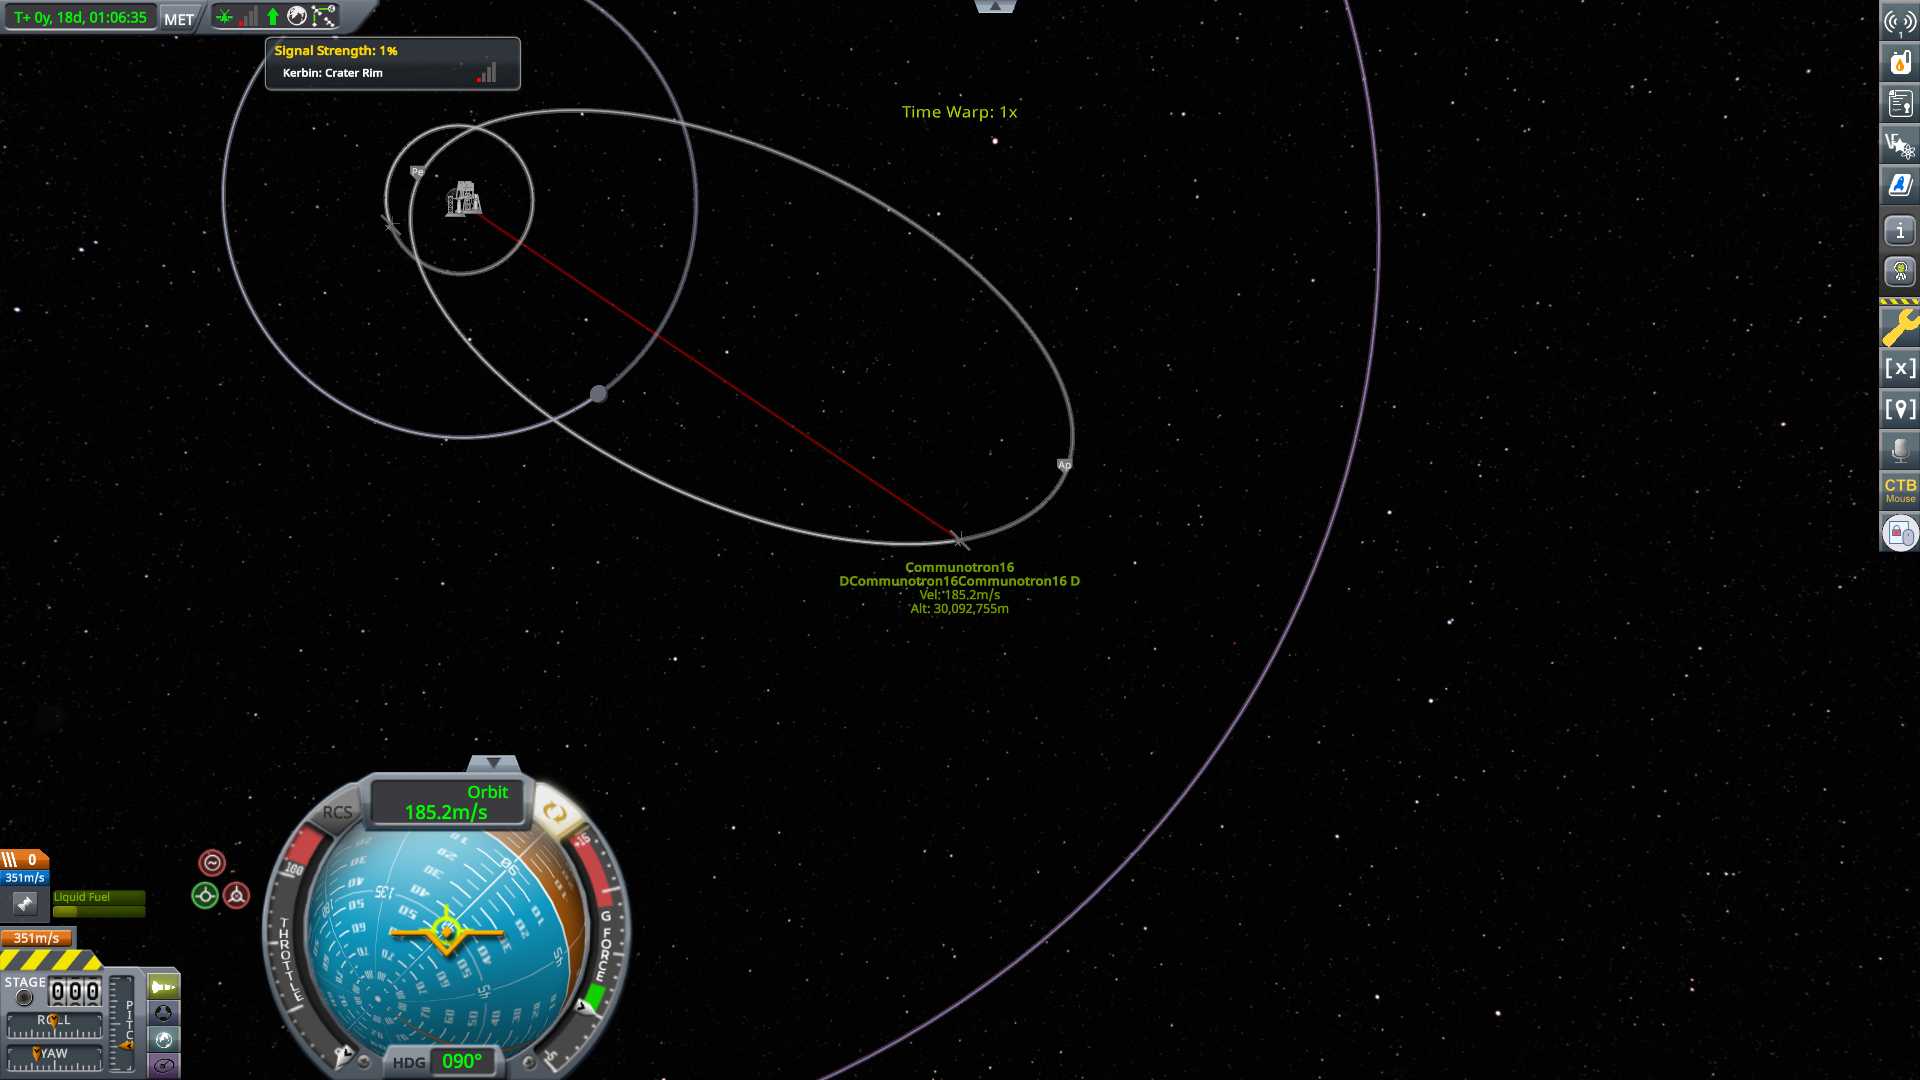 T+ 0y, 18d, 01:06:35
MET
Signal Strength: 1%
Kerbin: Crater Rim
Time Warp: 1x
Pe
Ap
Communotron16
DCommunotron16Communotron16 D
Vel: 185.2m/s
Alt: 30,092,755m
1
i
[x]
CTB
Mouse
Orbit
185.2m/s
RCS
THROTTLE
100
G FORCE
HDG 090°
0
351m/s
Liquid Fuel
351m/s
STAGE 000
ROLL
YAW
PITCH